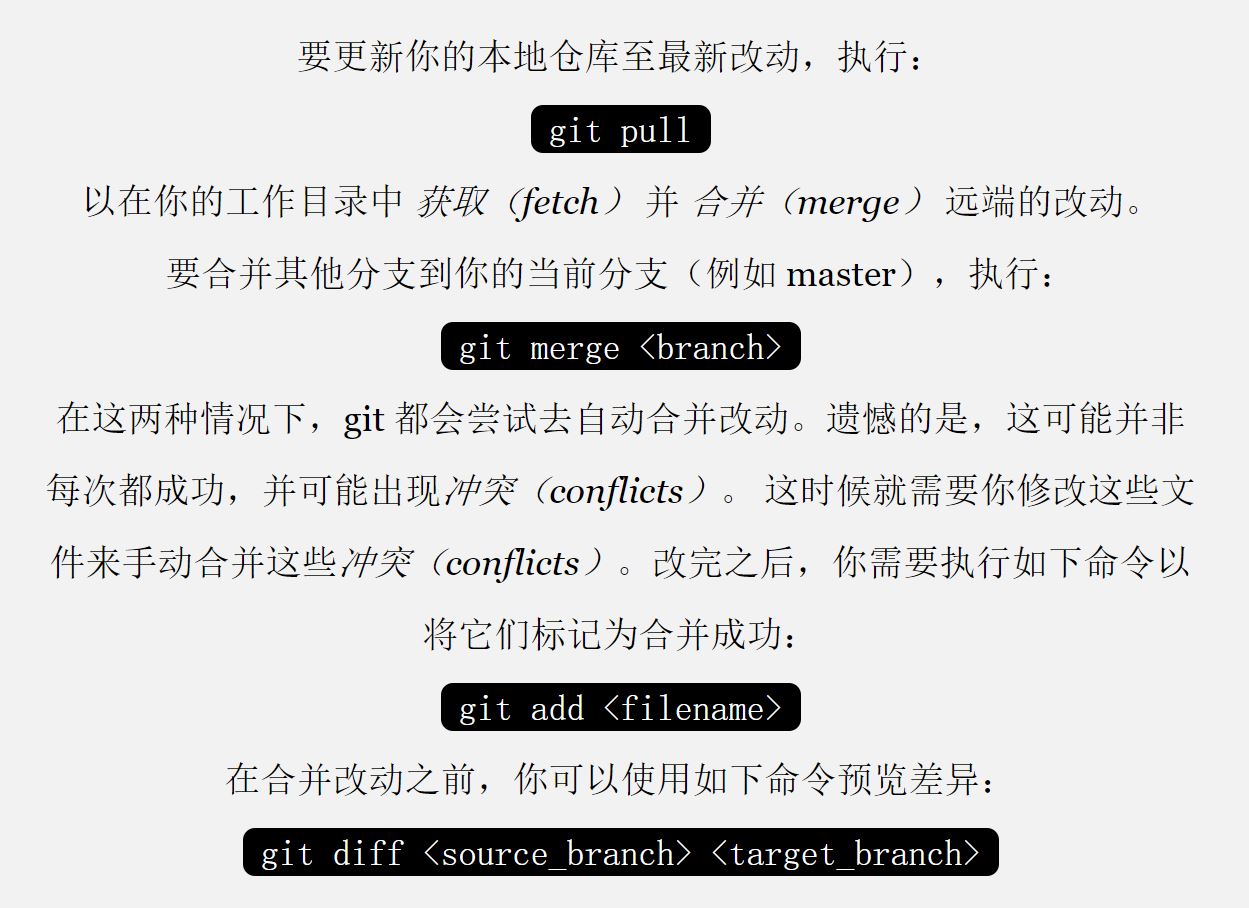 要更新你的本地仓库至最新改动，执行：
git pull
以在你的工作目录中 获取（fetch） 并 合并（merge） 远端的改动。
要合并其他分支到你的当前分支（例如 master），执行：
git merge <branch>
在这两种情况下，git 都会尝试去自动合并改动。遗憾的是，这可能并非
每次都成功，并可能出现冲突（conflicts）。 这时候就需要你修改这些文
件来手动合并这些冲突（conflicts）。改完之后，你需要执行如下命令以
将它们标记为合并成功：
git add <filename>
在合并改动之前，你可以使用如下命令预览差异：
git diff <source_branch> <target_branch>